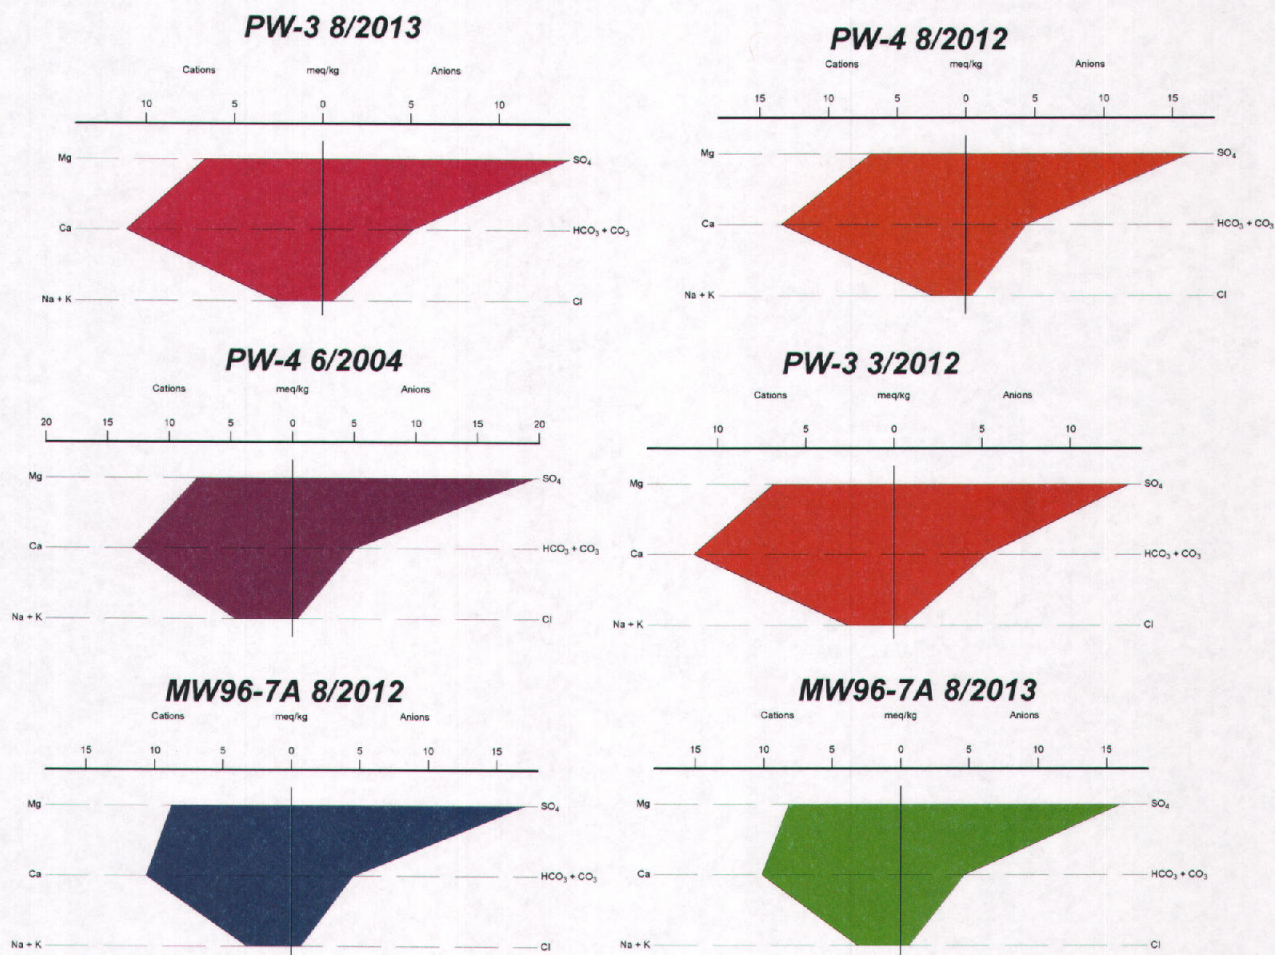 PW-3 8/2013
Cations meq/kg Anions
10 5 0 5 10
Mg SO₄
Ca HCO₃ + CO₃
Na + K Cl
PW-4 8/2012
Cations meq/kg Anions
15 10 5 0 5 10 15
Mg SO₄
Ca HCO₃ + CO₃
Na + K Cl
PW-4 6/2004
Cations meq/kg Anions
20 15 10 5 0 5 10 15 20
Mg SO₄
Ca HCO₃ + CO₃
Na + K Cl
PW-3 3/2012
Cations meq/kg Anions
10 5 0 5 10
Mg SO₄
Ca HCO₃ + CO₃
Na + K Cl
MW96-7A 8/2012
Cations meq/kg Anions
15 10 5 0 5 10 15
Mg SO₄
Ca HCO₃ + CO₃
Na + K Cl
MW96-7A 8/2013
Cations meq/kg Anions
15 10 5 0 5 10 15
Mg SO₄
Ca HCO₃ + CO₃
Na + K Cl